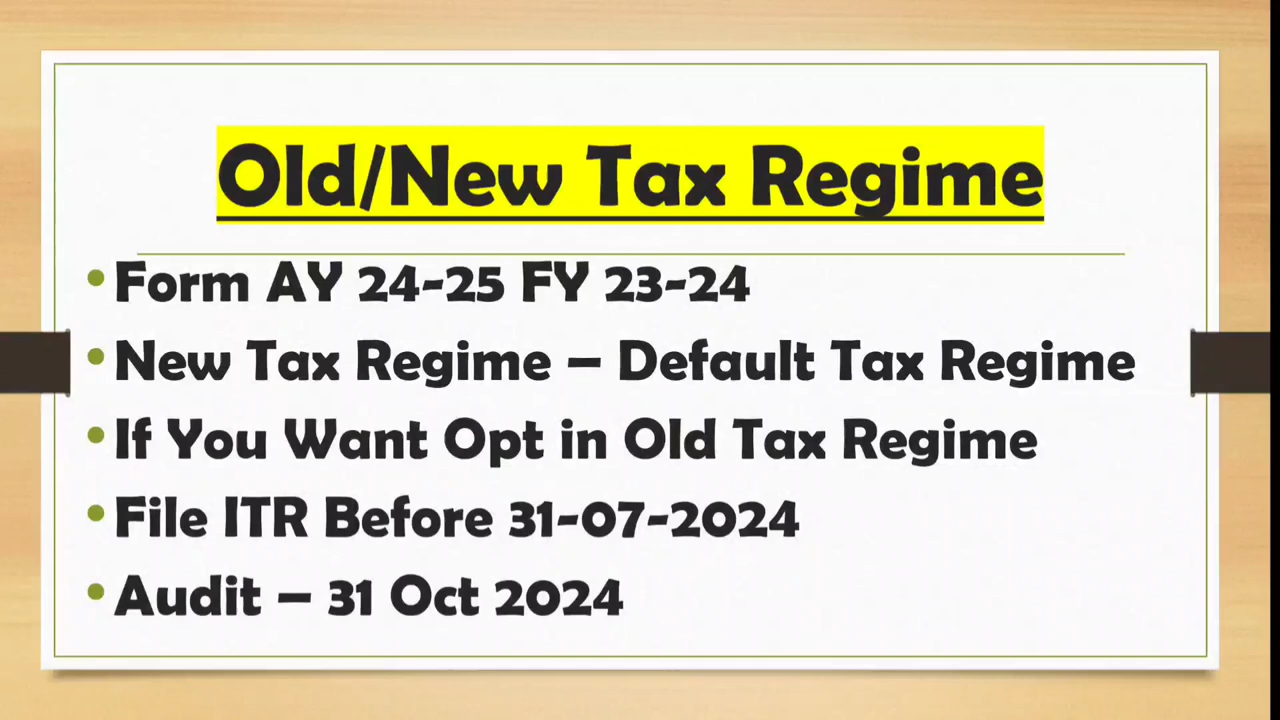 Old/New Tax Regime
• Form AY 24-25 FY 23-24
• New Tax Regime – Default Tax Regime
• If You Want Opt in Old Tax Regime
• File ITR Before 31-07-2024
• Audit – 31 Oct 2024